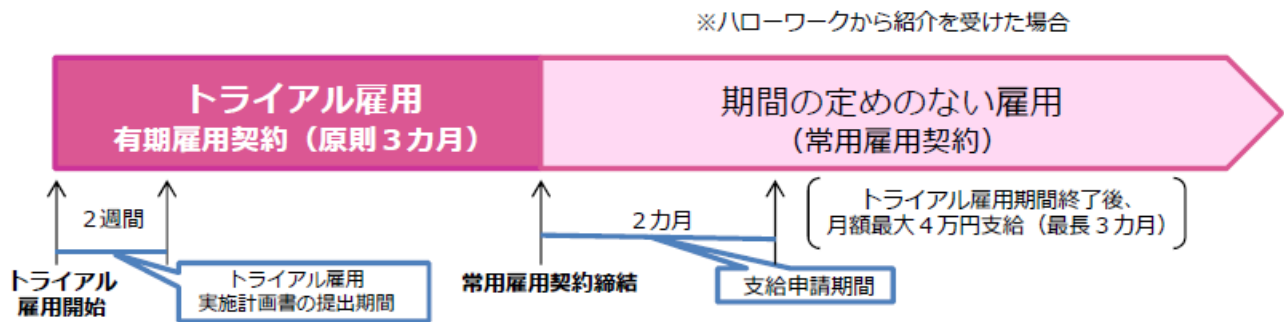 ※ハローワークから紹介を受けた場合
トライアル雇用
有期雇用契約（原則３カ月）
期間の定めのない雇用
（常用雇用契約）
２週間
２カ月
トライアル雇用期間終了後、
月額最大４万円支給（最長３カ月）
トライアル
雇用開始
トライアル雇用
実施計画書の提出期間
常用雇用契約締結
支給申請期間